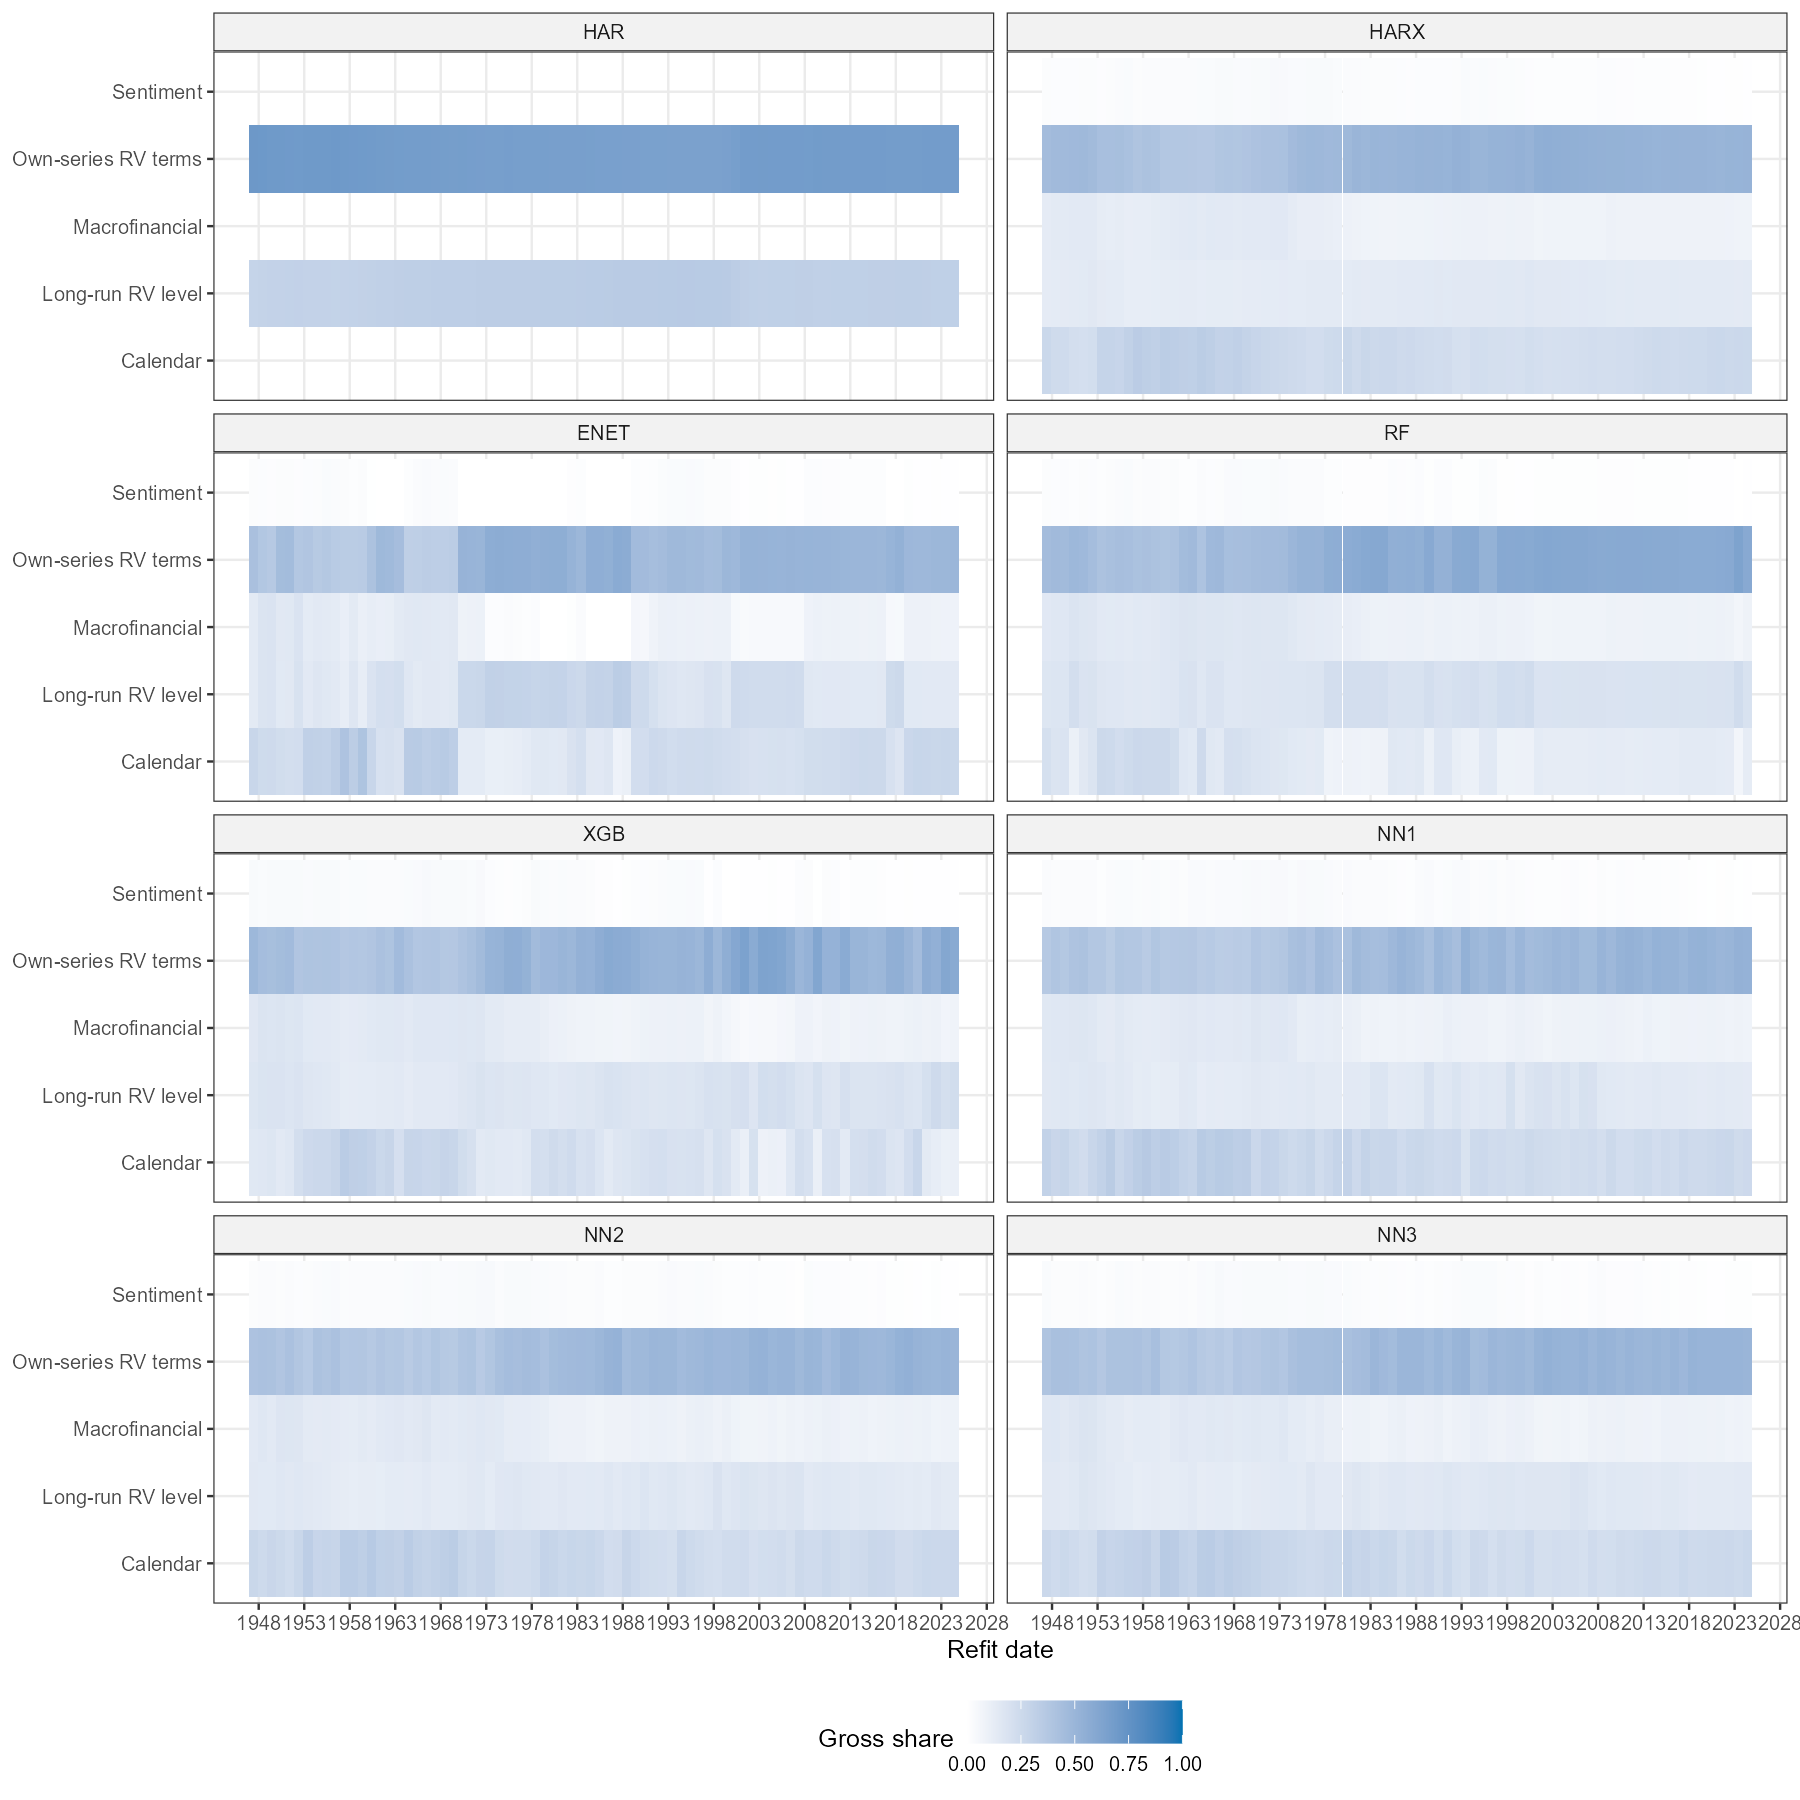 HAR
HARX
Sentiment
Own-series RV terms
Macrofinancial
Long-run RV level
Calendar
ENET
RF
Sentiment
Own-series RV terms
Macrofinancial
Long-run RV level
Calendar
XGB
NN1
Sentiment
Own-series RV terms
Macrofinancial
Long-run RV level
Calendar
NN2
NN3
Sentiment
Own-series RV terms
Macrofinancial
Long-run RV level
Calendar
1948 1953 1958 1963 1968 1973 1978 1983 1988 1993 1998 2003 2008 2013 2018 2023 2028
1948 1953 1958 1963 1968 1973 1978 1983 1988 1993 1998 2003 2008 2013 2018 2023 2028
Refit date
Gross share
0.00 0.25 0.50 0.75 1.00